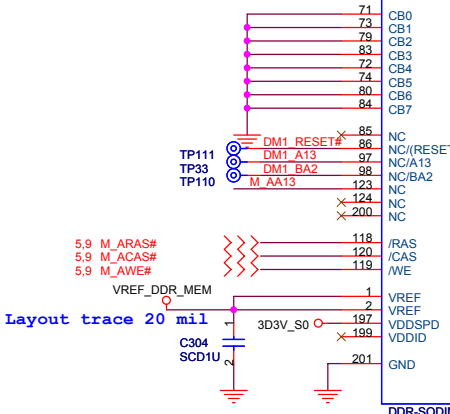 71 CB0
73 CB1
79 CB2
83 CB3
72 CB4
74 CB5
80 CB6
84 CB7
85 NC
TP111 DM1_RESET# 86 NC/(RESET
TP33 DM1_A13 97 NC/A13
TP110 DM1_BA2 98 NC/BA2
M_AA13 123 NC
124 NC
200 NC
5,9 M_ARAS# 118 /RAS
5,9 M_ACAS# 120 /CAS
5,9 M_AWE# 119 /WE
VREF_DDR_MEM 1 VREF
2 VREF
Layout trace 20 mil 1 3D3V_S0 197 VDDSPD
199 VDDID
C304
SCD1U
2 201 GND
DDR-SODI